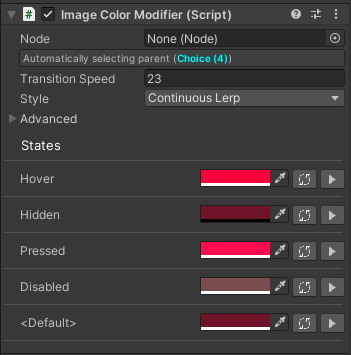 Image Color Modifier (Script)
Node
None (Node)
Automatically selecting parent (Choice (4))
Transition Speed
23
Style
Continuous Lerp
Advanced
States
Hover
Hidden
Pressed
Disabled
<Default>